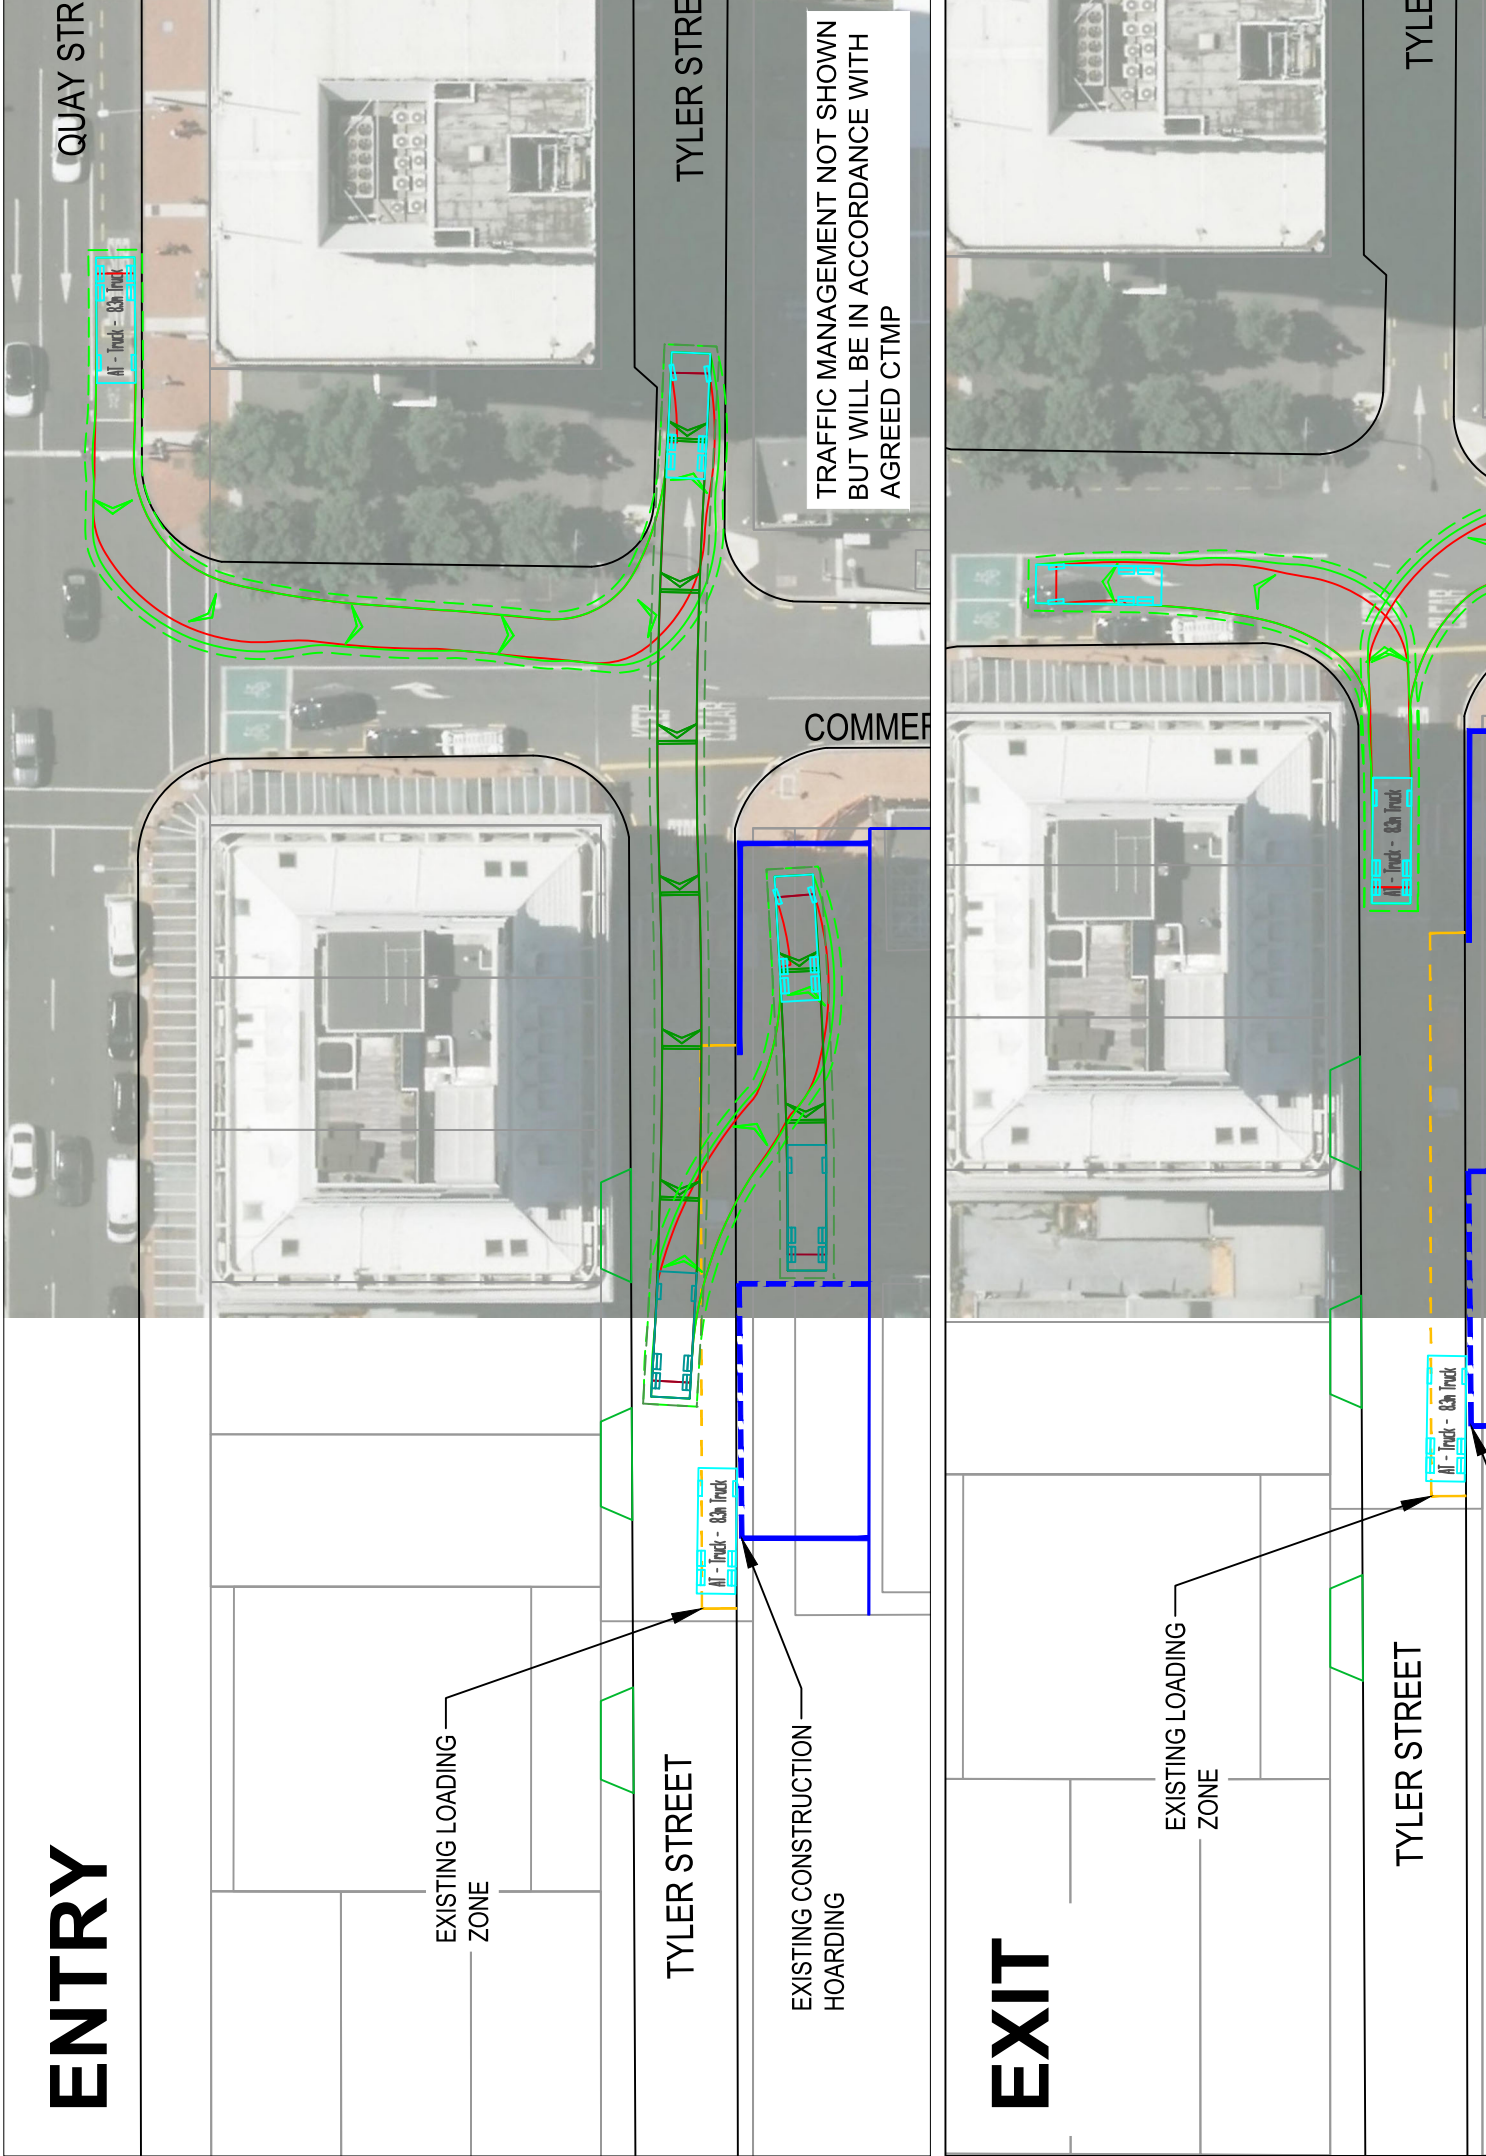 ENTRY
QUAY STR
AT - Truck - 8.3m Truck
TYLER STRE
TRAFFIC MANAGEMENT NOT SHOWN
BUT WILL BE IN ACCORDANCE WITH
AGREED CTMP
KEEP
CLEAR
COMMER
EXISTING LOADING
ZONE
TYLER STREET
AT - Truck - 8.3m Truck
EXISTING CONSTRUCTION
HOARDING
EXIT
TYLE
AT - Truck - 8.3m Truck
EXISTING LOADING
ZONE
TYLER STREET
AT - Truck - 8.3m Truck